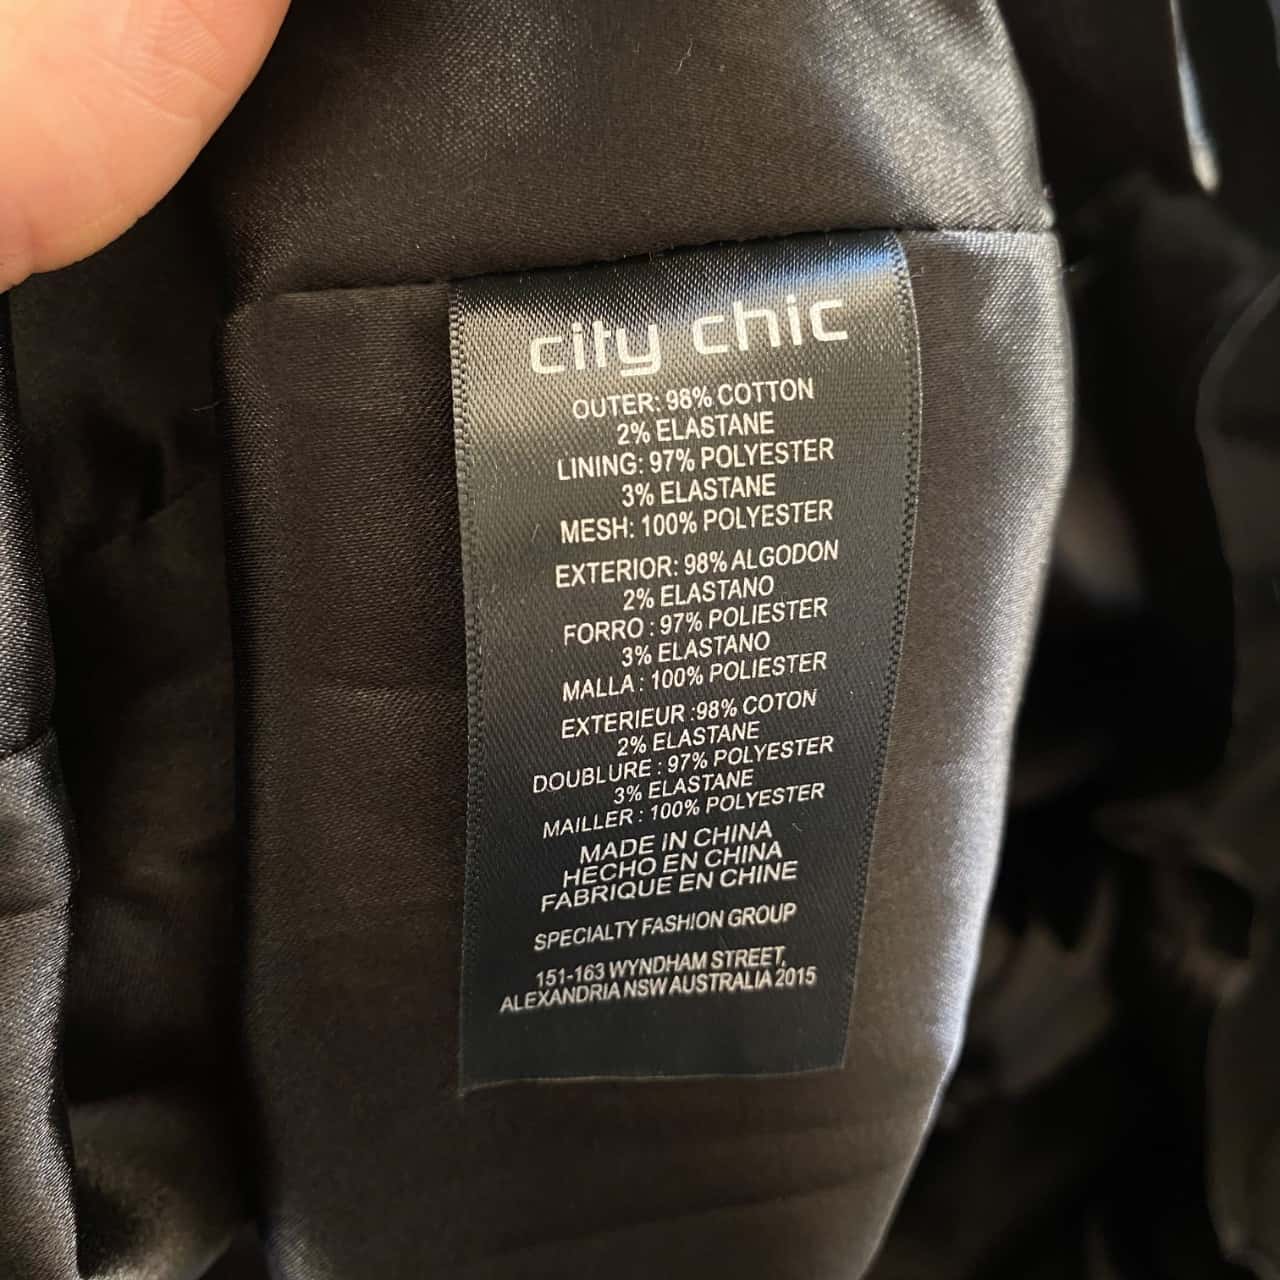 city chic
OUTER: 98% COTTON
2% ELASTANE
LINING: 97% POLYESTER
3% ELASTANE
MESH: 100% POLYESTER
EXTERIOR: 98% ALGODON
2% ELASTANO
FORRO : 97% POLIESTER
3% ELASTANO
MALLA : 100% POLIESTER
EXTERIEUR :98% COTON
2% ELASTANE
DOUBLURE : 97% POLYESTER
3% ELASTANE
MAILLER : 100% POLYESTER
MADE IN CHINA
HECHO EN CHINA
FABRIQUE EN CHINE
SPECIALTY FASHION GROUP
151-163 WYNDHAM STREET,
ALEXANDRIA NSW AUSTRALIA 2015